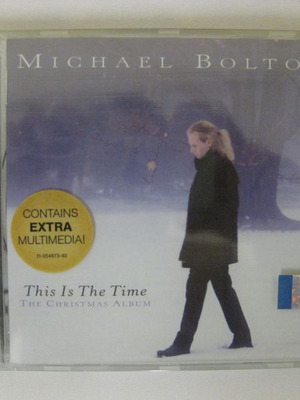 MICHAEL BOLTO
CONTAINS
EXTRA
MULTIMEDIA!
This Is The Time
THE CHRISTMAS ALBUM